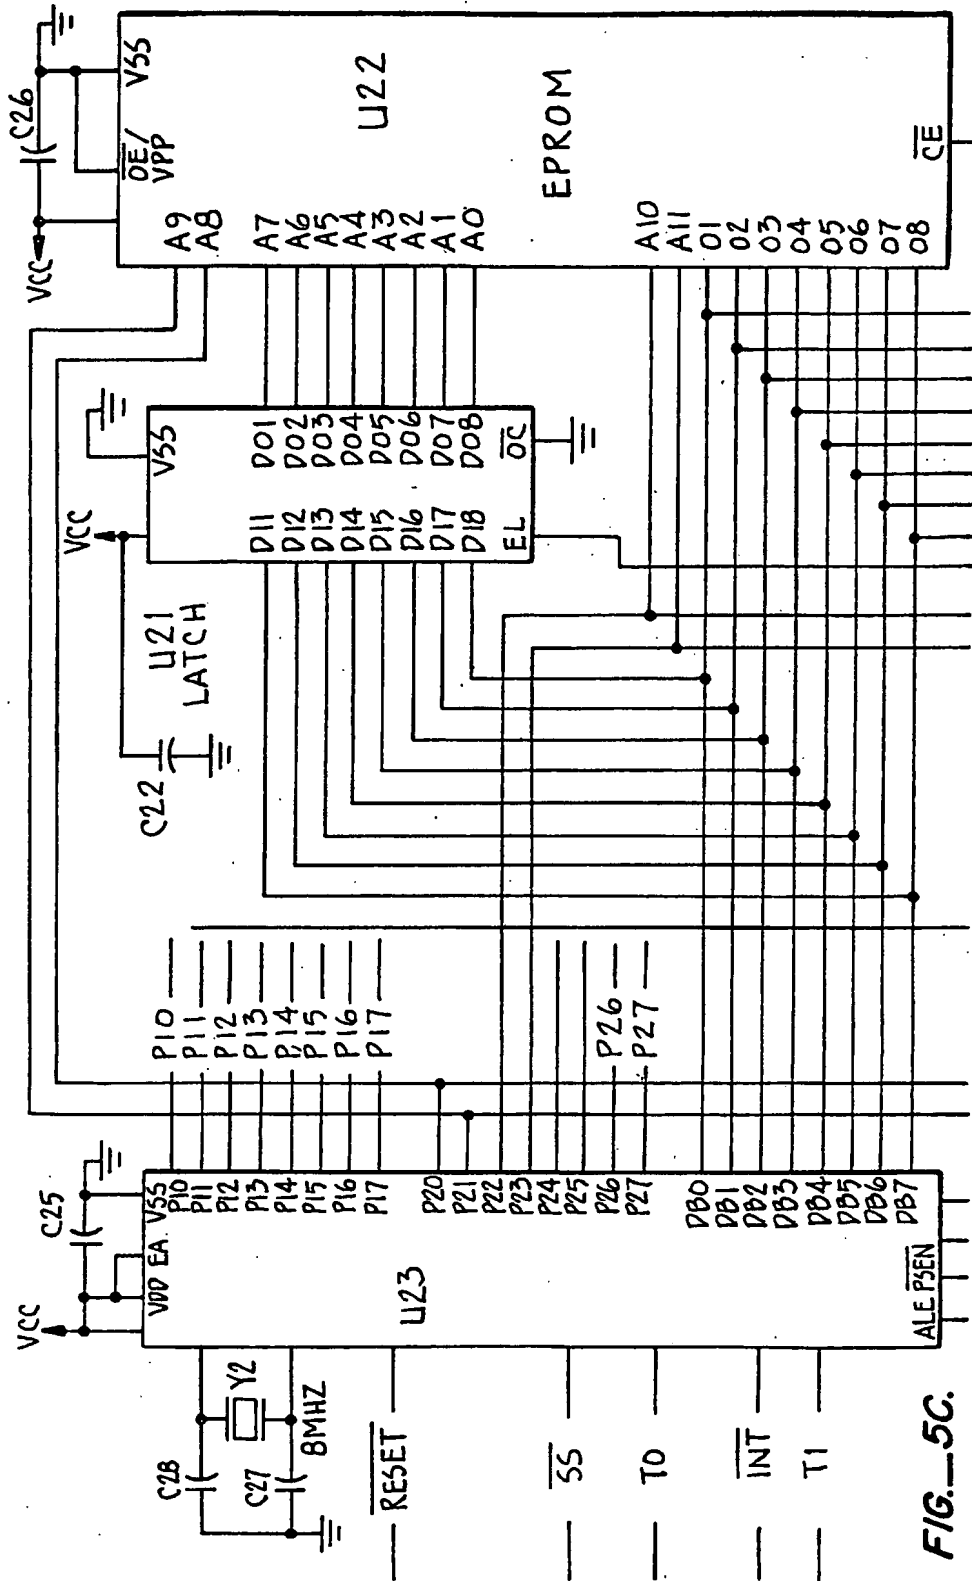 VCC
C25
VDD
EA
VSS
P10
P11
P12
P13
P14
P15
P16
P17
P20
P21
P22
P23
P24
P25
P26
P27
DB0
DB1
DB2
DB3
DB4
DB5
DB6
DB7
ALE
PSEN
U23
C28
C27
Y2
8MHZ
RESET
SS
T0
INT
T1
P10
P11
P12
P13
P14
P15
P16
P17
P26
P27
C22
U21
LATCH
VCC
VSS
DI1
DI2
DI3
DI4
DI5
DI6
DI7
DI8
EL
DO1
DO2
DO3
DO4
DO5
DO6
DO7
DO8
OC
VCC
C26
OE/
VPP
VSS
A9
A8
A7
A6
A5
A4
A3
A2
A1
A0
A10
A11
O1
O2
O3
O4
O5
O6
O7
O8
U22
EPROM
CE
FIG._5C.